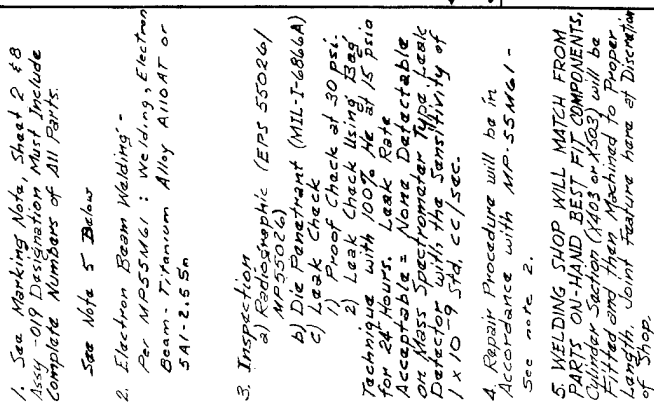 1. See Marking Note, Sheet 2 & 8
Assy -019 Designation Must Include
Complete Numbers of All Parts.
See Note 5 Below
2. Electron Beam Welding -
Per MP55M61 : Welding, Electron
Beam - Titanium Alloy A110AT or
5A1-2.5Sn
3. Inspection
a) Radiographic (EPS 55026/
MP55026)
b) Die Penetrant (MIL-I-6866A)
c) Leak Check
1) Proof Check at 30 psi.
2) Leak Check Using Bag
Technique with 100% He at 15 psia
for 24 Hours. Leak Rate
Acceptable = None Detectable
on Mass Spectrometer Type Leak
Detector with the Sensitivity of
1 x 10-9 Std. cc/sec.
4. Repair Procedure will be in
Accordance with MP-55M61 -
See note 2.
5. WELDING SHOP WILL MATCH FROM
PARTS ON-HAND BEST FIT COMPONENTS,
Cylinder Section (X403 or X503) will be
Fitted and then Machined to Proper
Length. Joint Feature here at Discretion
of Shop.